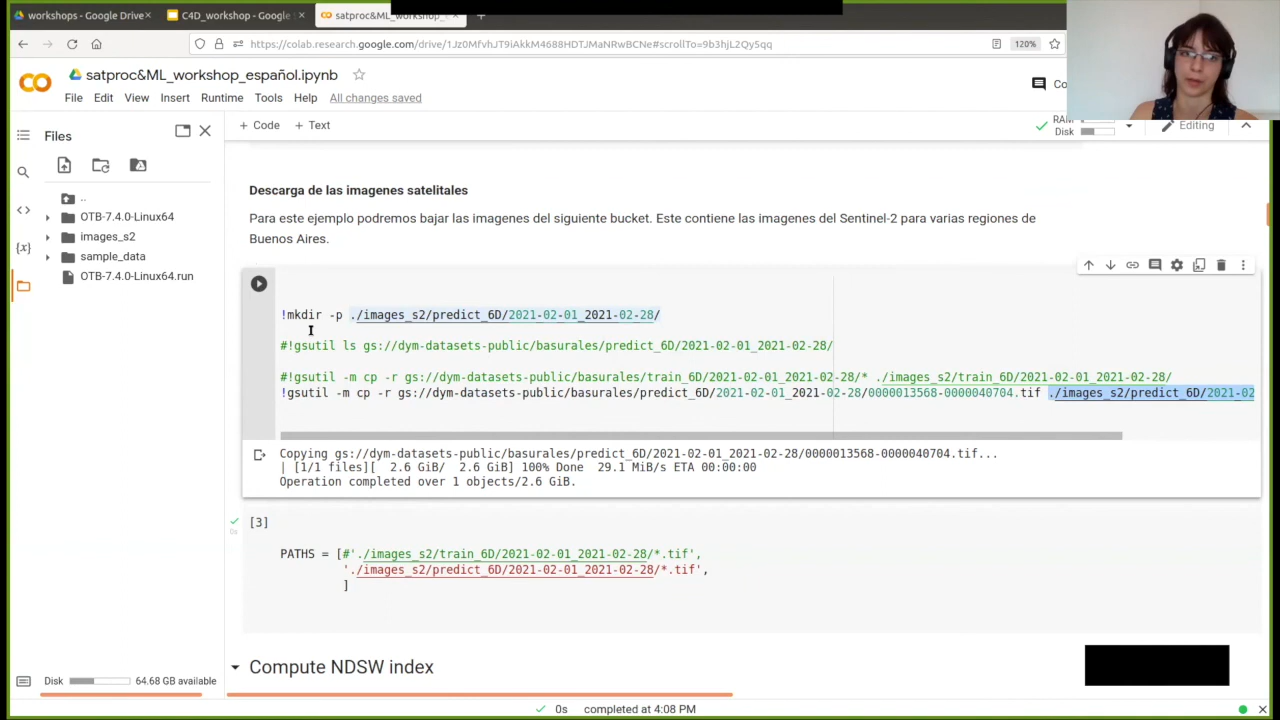 workshops - Google Drive
C4D_workshop - Google
satproc&ML_workshop_e
https://colab.research.google.com/drive/1Jz0MfvhJT9iAkkM4688HDTJMaNRwBCNe#scrollTo=9b3hjL2Qy5qq
120%
satproc&ML_workshop_español.ipynb
File Edit View Insert Runtime Tools Help All changes saved
Co
Files
+ Code + Text
RAM
Disk
Editing
..
OTB-7.4.0-Linux64
images_s2
sample_data
OTB-7.4.0-Linux64.run
Descarga de las imagenes satelitales
Para este ejemplo podremos bajar las imagenes del siguiente bucket. Este contiene las imagenes del Sentinel-2 para varias regiones de
Buenos Aires.
!mkdir -p ./images_s2/predict_6D/2021-02-01_2021-02-28/
#!gsutil ls gs://dym-datasets-public/basurales/predict_6D/2021-02-01_2021-02-28/
#!gsutil -m cp -r gs://dym-datasets-public/basurales/train_6D/2021-02-01_2021-02-28/* ./images_s2/train_6D/2021-02-01_2021-02-28/
!gsutil -m cp -r gs://dym-datasets-public/basurales/predict_6D/2021-02-01_2021-02-28/0000013568-0000040704.tif ./images_s2/predict_6D/2021-02
Copying gs://dym-datasets-public/basurales/predict_6D/2021-02-01_2021-02-28/0000013568-0000040704.tif...
| [1/1 files][ 2.6 GiB/ 2.6 GiB] 100% Done 29.1 MiB/s ETA 00:00:00
Operation completed over 1 objects/2.6 GiB.
[3]
0s
PATHS = [#'./images_s2/train_6D/2021-02-01_2021-02-28/*.tif',
'./images_s2/predict_6D/2021-02-01_2021-02-28/*.tif',
]
Compute NDSW index
Disk 64.68 GB available
0s completed at 4:08 PM